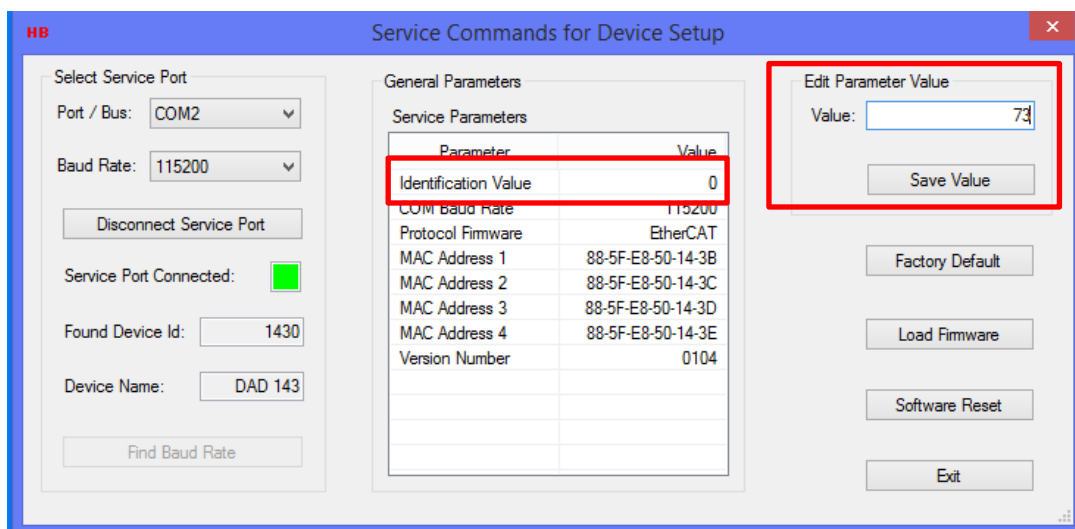 HB
Service Commands for Device Setup
Select Service Port
Port / Bus: COM2
Baud Rate: 115200
Disconnect Service Port
Service Port Connected:
Found Device Id: 1430
Device Name: DAD 143
Find Baud Rate
General Parameters
Service Parameters
Parameter Value
Identification Value 0
COM Baud Rate 115200
Protocol Firmware EtherCAT
MAC Address 1 88-5F-E8-50-14-3B
MAC Address 2 88-5F-E8-50-14-3C
MAC Address 3 88-5F-E8-50-14-3D
MAC Address 4 88-5F-E8-50-14-3E
Version Number 0104
Edit Parameter Value
Value: 73
Save Value
Factory Default
Load Firmware
Software Reset
Exit